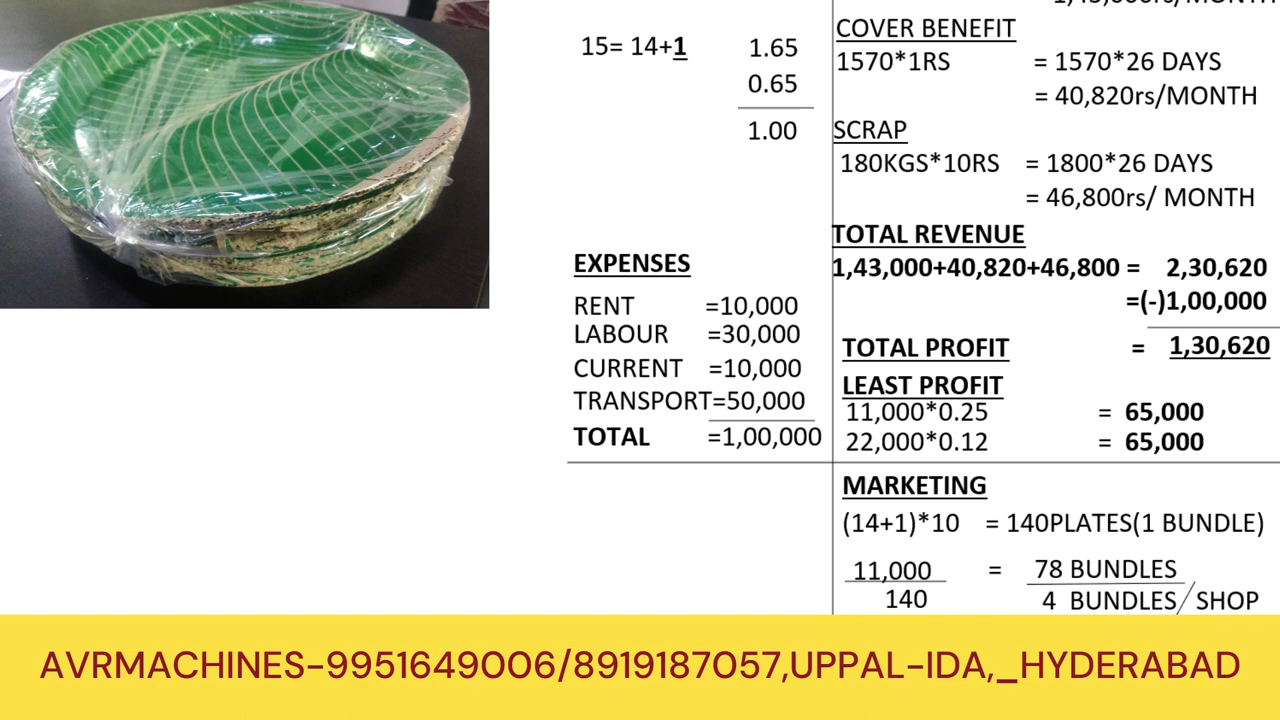 15= 14+1 1.65
0.65
1.00
EXPENSES
RENT =10,000
LABOUR =30,000
CURRENT =10,000
TRANSPORT=50,000
TOTAL =1,00,000
COVER BENEFIT
1570*1RS = 1570*26 DAYS
= 40,820rs/MONTH
SCRAP
180KGS*10RS = 1800*26 DAYS
= 46,800rs/ MONTH
TOTAL REVENUE
1,43,000+40,820+46,800 = 2,30,620
=(-)1,00,000
TOTAL PROFIT = 1,30,620
LEAST PROFIT
11,000*0.25 = 65,000
22,000*0.12 = 65,000
MARKETING
(14+1)*10 = 140PLATES(1 BUNDLE)
11,000 = 78 BUNDLES
140 4 BUNDLES/SHOP
AVRMACHINES-9951649006/8919187057,UPPAL-IDA,_HYDERABAD